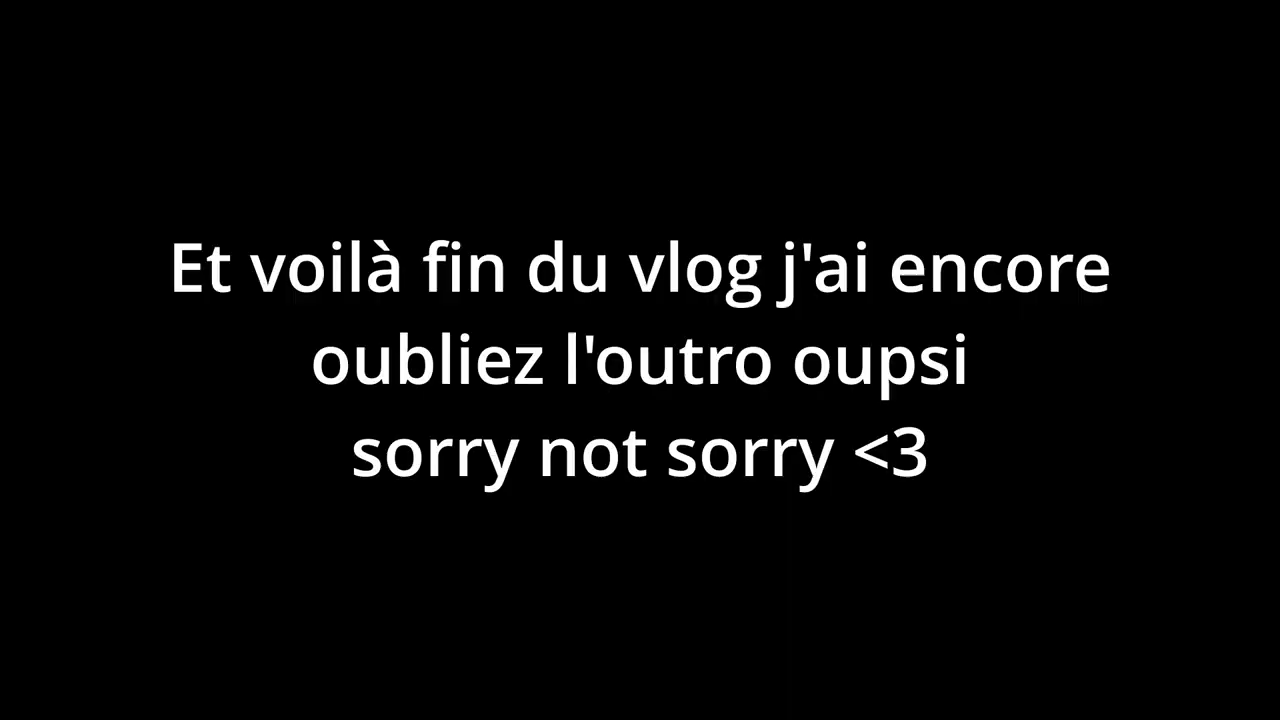 Et voilà fin du vlog j'ai encore
oubliez l'outro oupsi
sorry not sorry <3